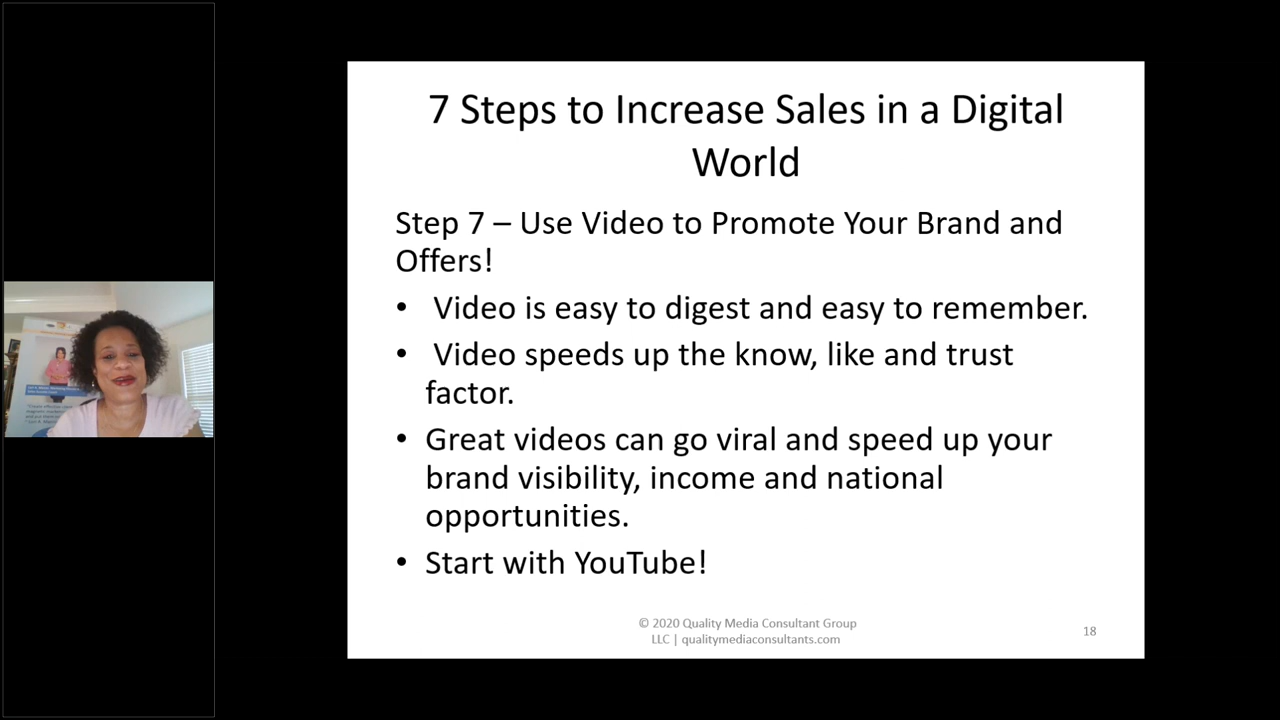 7 Steps to Increase Sales in a Digital
World
Step 7 – Use Video to Promote Your Brand and
Offers!
• Video is easy to digest and easy to remember.
• Video speeds up the know, like and trust
factor.
• Great videos can go viral and speed up your
brand visibility, income and national
opportunities.
• Start with YouTube!
© 2020 Quality Media Consultant Group
LLC | qualitymediaconsultants.com
18